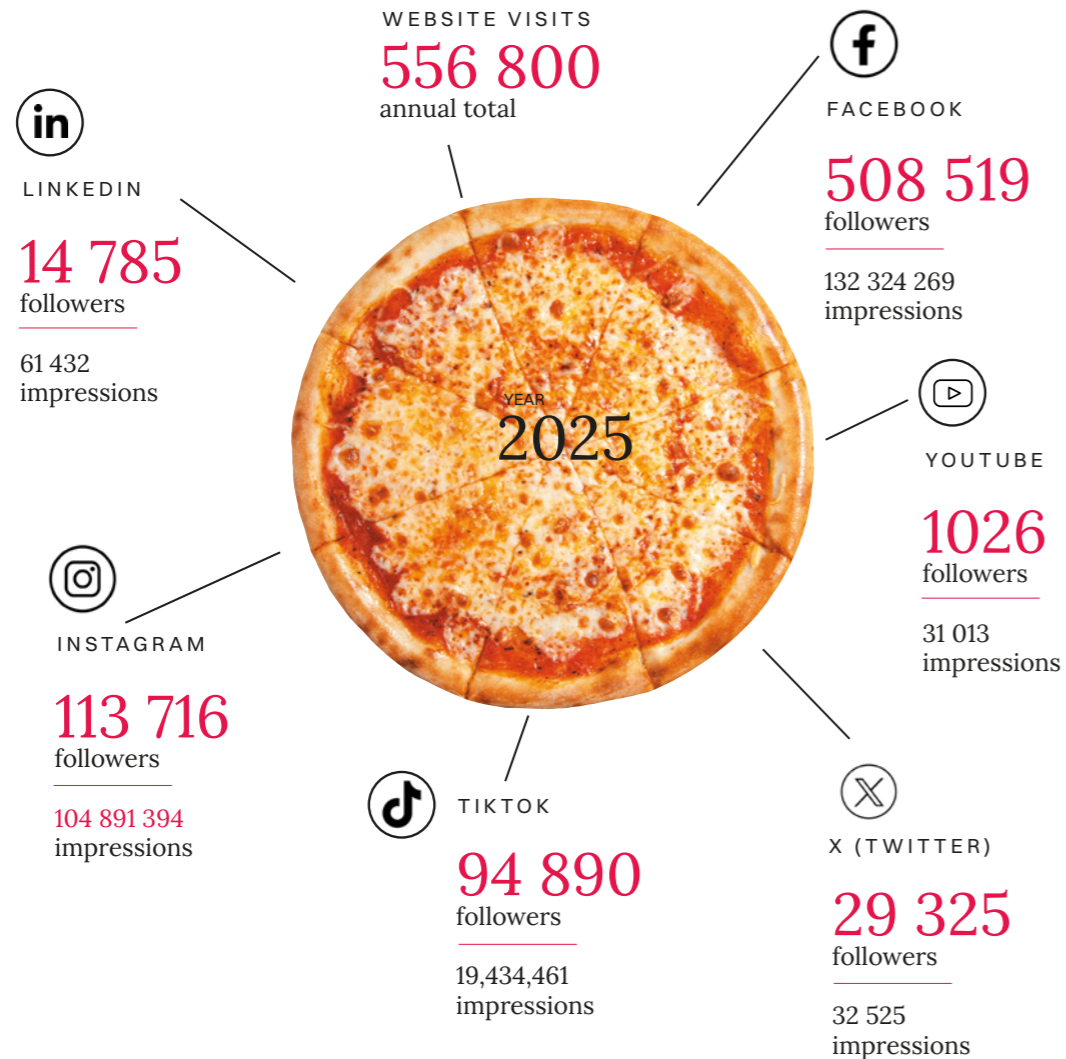 WEBSITE VISITS
556 800
annual total
FACEBOOK
508 519
followers
132 324 269
impressions
in
LINKEDIN
14 785
followers
61 432
impressions
YEAR
2025
YOUTUBE
1026
followers
31 013
impressions
INSTAGRAM
113 716
followers
104 891 394
impressions
TIKTOK
94 890
followers
19,434,461
impressions
X (TWITTER)
29 325
followers
32 525
impressions